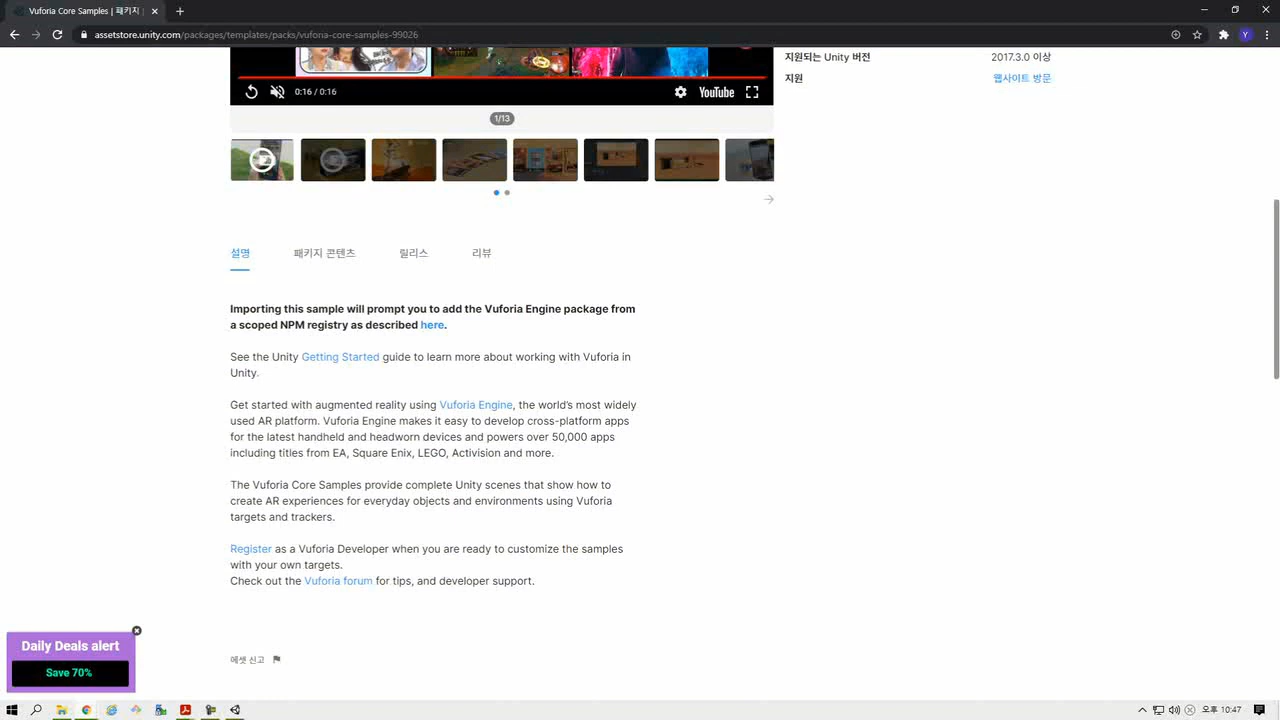 Vuforia Core Samples | 패키지 |
assetstore.unity.com/packages/templates/packs/vuforia-core-samples-99026
Y
지원되는 Unity 버전 2017.3.0 이상
지원 웹사이트 방문
0:16 / 0:16
YouTube
1/13
설명 패키지 콘텐츠 릴리스 리뷰
Importing this sample will prompt you to add the Vuforia Engine package from
a scoped NPM registry as described here.
See the Unity Getting Started guide to learn more about working with Vuforia in
Unity.
Get started with augmented reality using Vuforia Engine, the world's most widely
used AR platform. Vuforia Engine makes it easy to develop cross-platform apps
for the latest handheld and headworn devices and powers over 50,000 apps
including titles from EA, Square Enix, LEGO, Activision and more.
The Vuforia Core Samples provide complete Unity scenes that show how to
create AR experiences for everyday objects and environments using Vuforia
targets and trackers.
Register as a Vuforia Developer when you are ready to customize the samples
with your own targets.
Check out the Vuforia forum for tips, and developer support.
Daily Deals alert
Save 70%
에셋 신고
오후 10:47